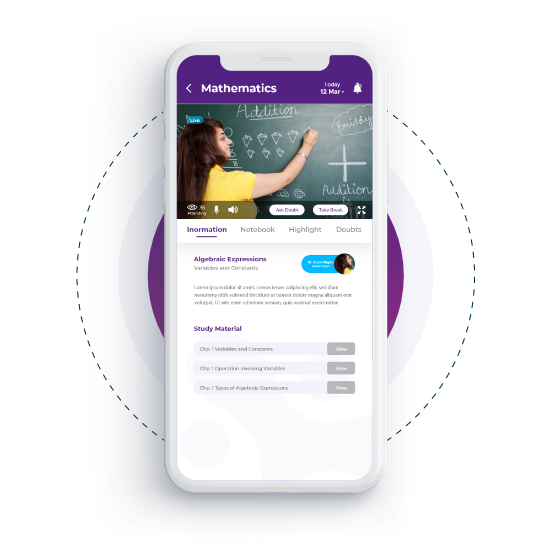 Today
Mathematics
12 Mar
Addition
Live
Friday
Addition
35
Attending
Ask Doubt
Take Break
Inormation Notebook Highlight Doubts
Algebraic Expressions
Variables and Constants
Lorem ipsum dolor sit amet, consectetuer adipiscing elit, sed diam
nonummy nibh euismod tincidunt ut laoreet dolore magna aliquam erat
volutpat. Ut wisi enim ad minim veniam, quis nostrud exerci tation
Study Material
Chp. 1 Veriables and Constants View
Chp. 1 Operation involving Variables View
Chp. 1 Types of Algebraic Expressions View